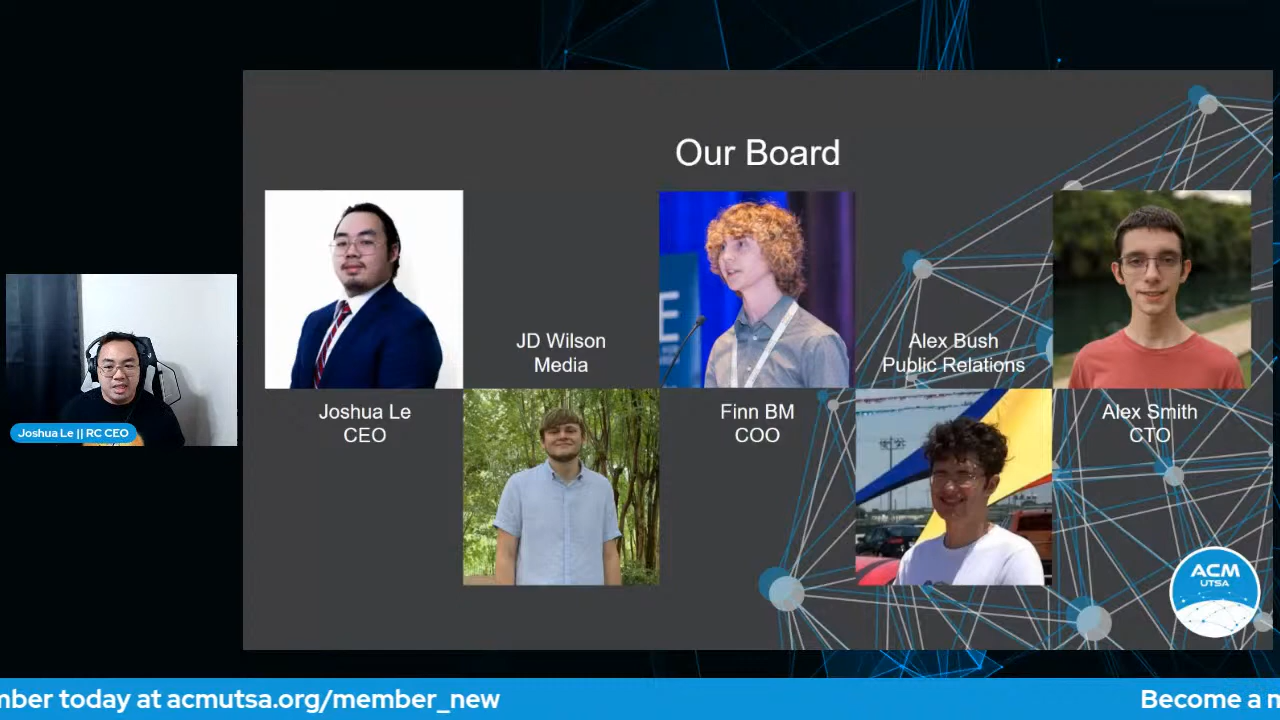 Our Board
JD Wilson
Media
Alex Bush
Public Relations
Joshua Le
CEO
Finn BM
COO
Alex Smith
CTO
Joshua Le || RC CEO
ACM
UTSA
mber today at acmutsa.org/member_new
Become a m